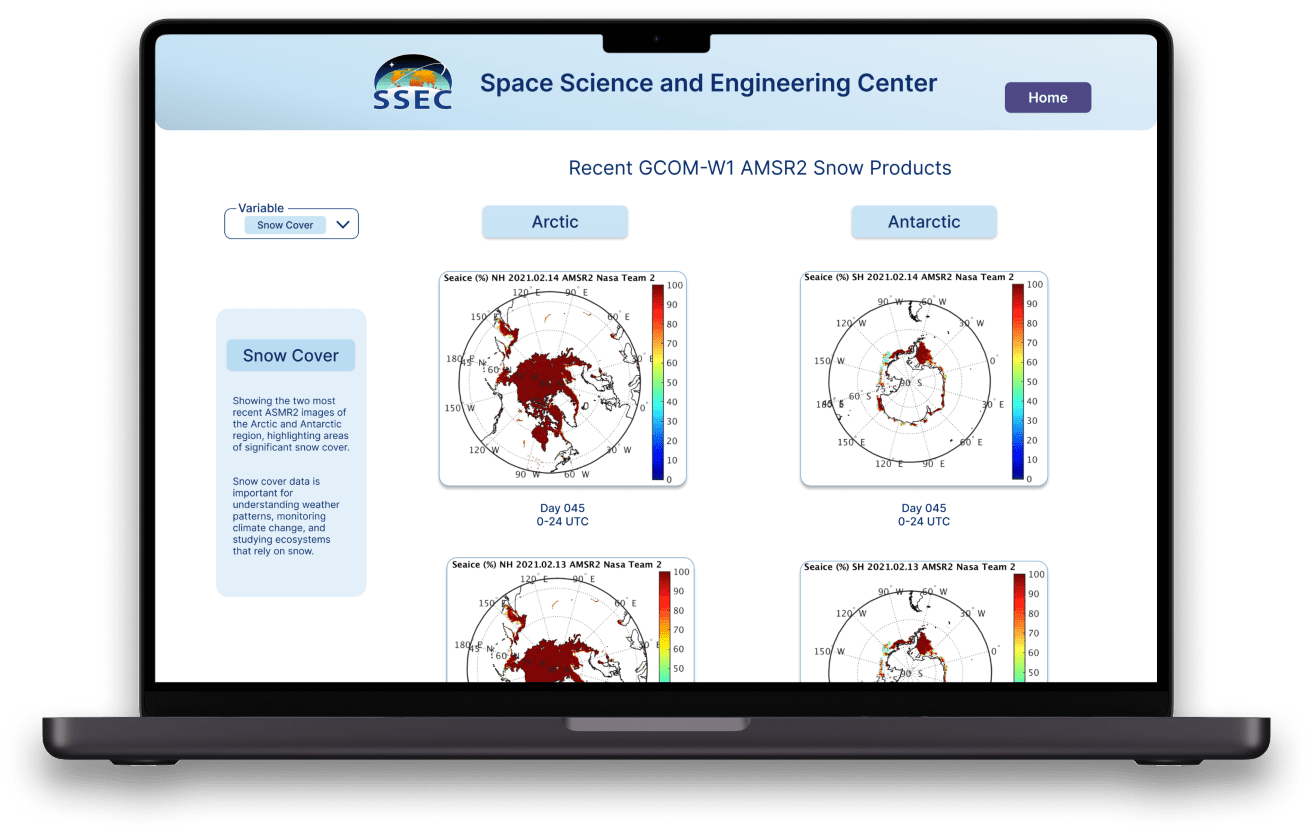 SSEC
Space Science and Engineering Center
Home
Recent GCOM-W1 AMSR2 Snow Products
Variable
Snow Cover
Arctic
Antarctic
Snow Cover
Showing the two most
recent ASMR2 images of
the Arctic and Antarctic
region, highlighting areas
of significant snow cover.
Snow cover data is
important for
understanding weather
patterns, monitoring
climate change, and
studying ecosystems
that rely on snow.
Seaice (%) NH 2021.02.14 AMSR2 Nasa Team 2
120° E 90° E
150° 60° E
180° E 30° E
45° N
60
150° W 0°
120° W 30° W
90° W 60° W
100
90
80
70
60
50
40
30
20
10
0
Seaice (%) SH 2021.02.14 AMSR2 Nasa Team 2
90° W 60° W
120° W 30° W
150° W 0°
90° S
60° S
180° E 30° E
150° E 60° E
120° E 90° E
100
90
80
70
60
50
40
30
20
10
0
Day 045
0-24 UTC
Day 045
0-24 UTC
Seaice (%) NH 2021.02.13 AMSR2 Nasa Team 2
120° E 90° E
150° 60° E
180° E 30°
45° N
60
100
90
80
70
60
50
Seaice (%) SH 2021.02.13 AMSR2 Nasa Team 2
90° W 60° W
120° W 30° W
150° W 0°
90° S
100
90
80
70
60
50